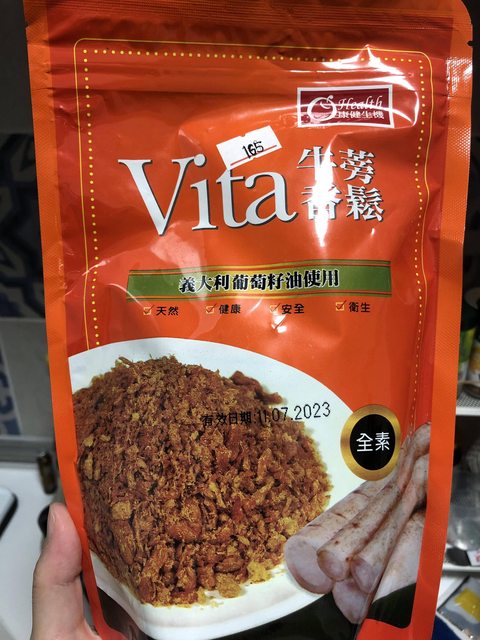 Health
康健生機
165
Vita 牛蒡
香鬆
義大利葡萄籽油使用
天然 健康 安全 衛生
有效日期:11.07.2023
全素